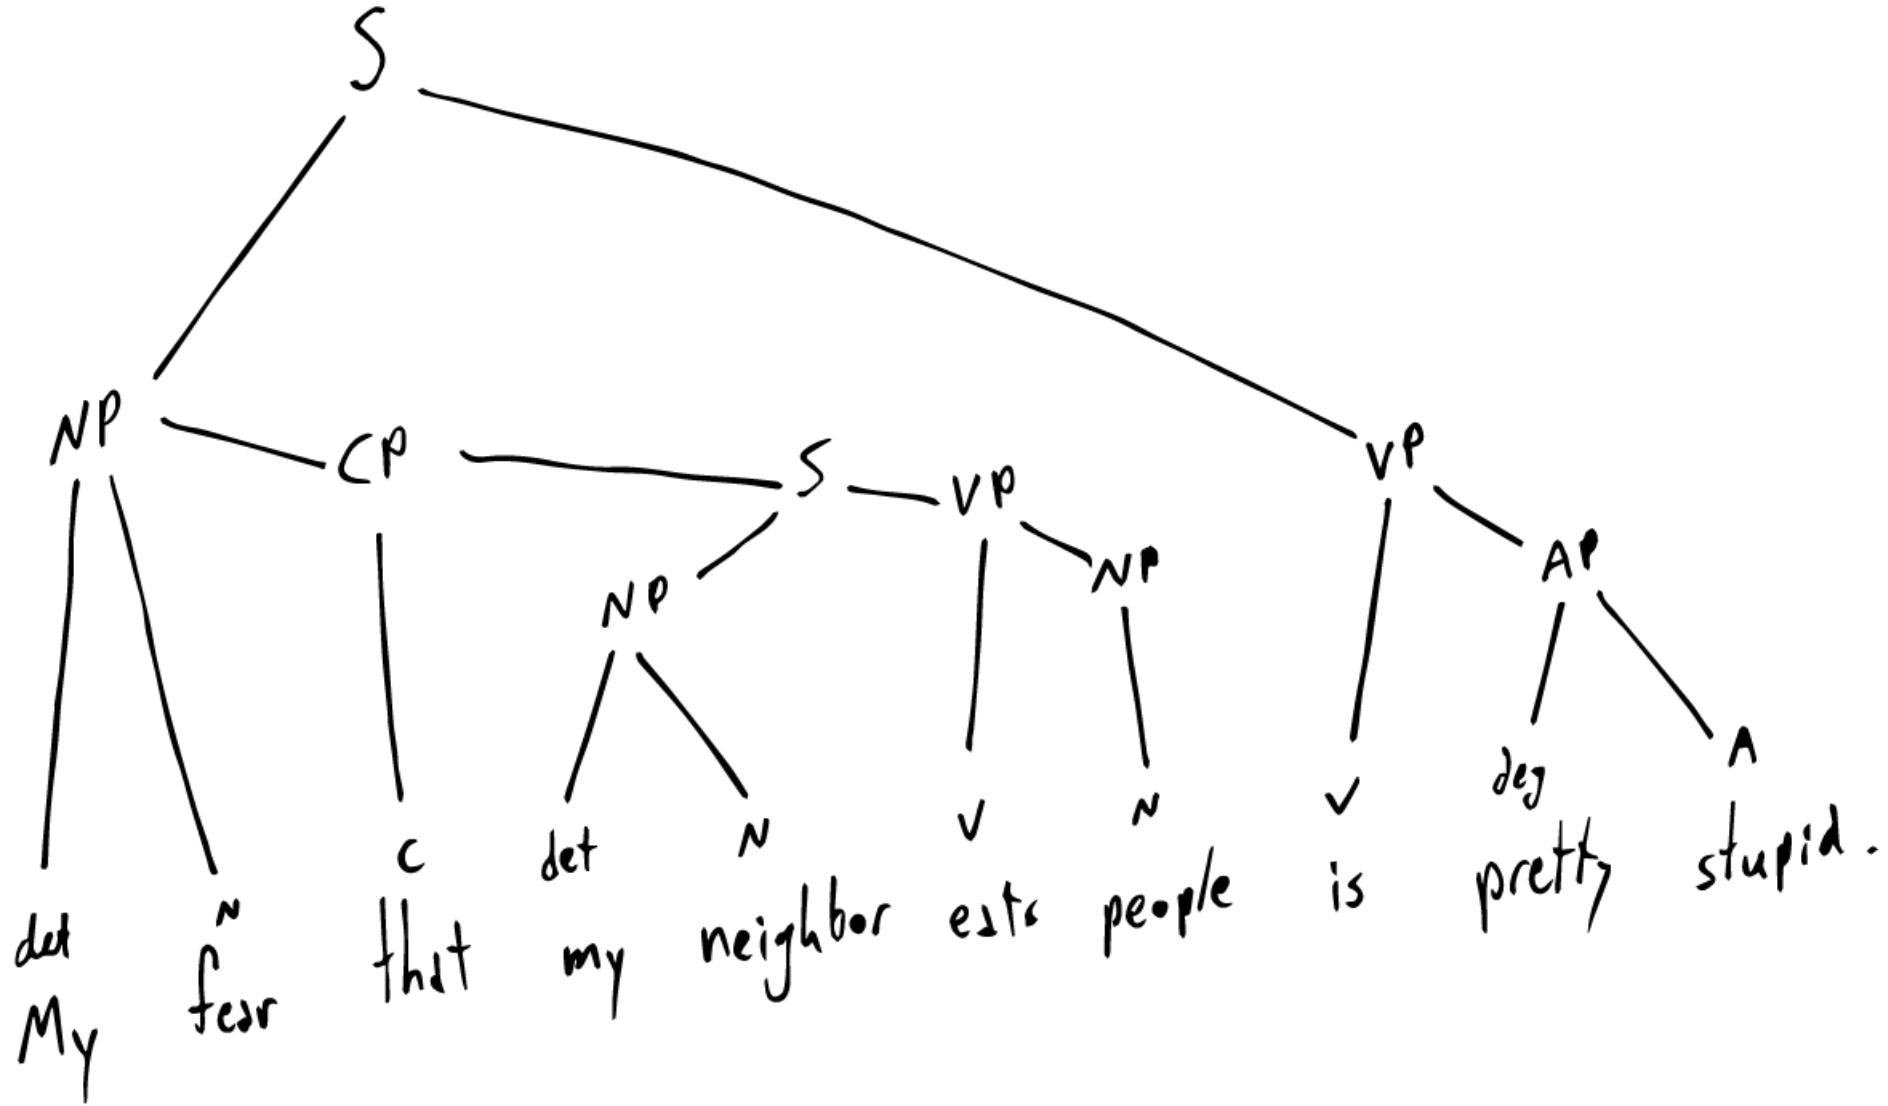 S
NP CP S VP VP
NP NP AP
det N C det N V N V deg A
My fear that my neighbor eats people is pretty stupid.